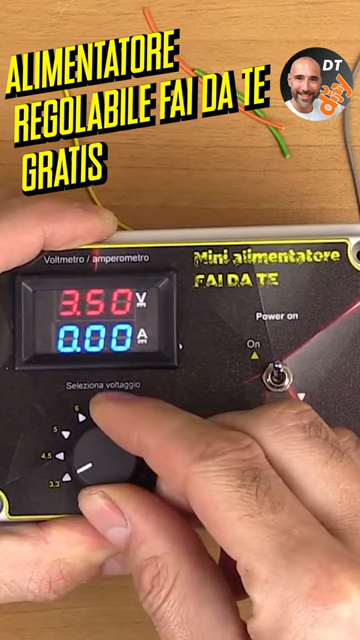 ALIMENTATORE
REGOLABILE FAI DA TE
GRATIS
DT
diy
Voltmetro / amperometro
Mini alimentatore
FAI DA TE
3.50 V
0.00 A
Power on
On
Seleziona voltaggio
6
5
4.5
3.3